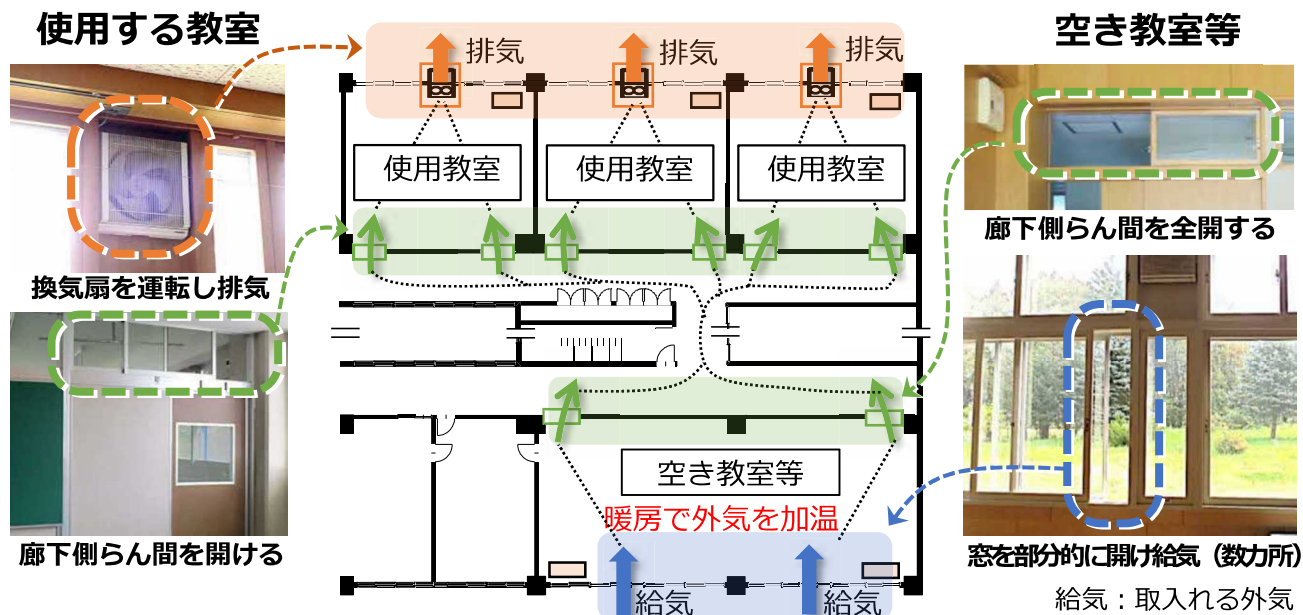 使用する教室
空き教室等
排気
排気
排気
使用教室
使用教室
使用教室
換気扇を運転し排気
廊下側らん間を全開する
空き教室等
暖房で外気を加温
廊下側らん間を開ける
窓を部分的に開け給気（数カ所）
給気
給気
給気：取入れる外気